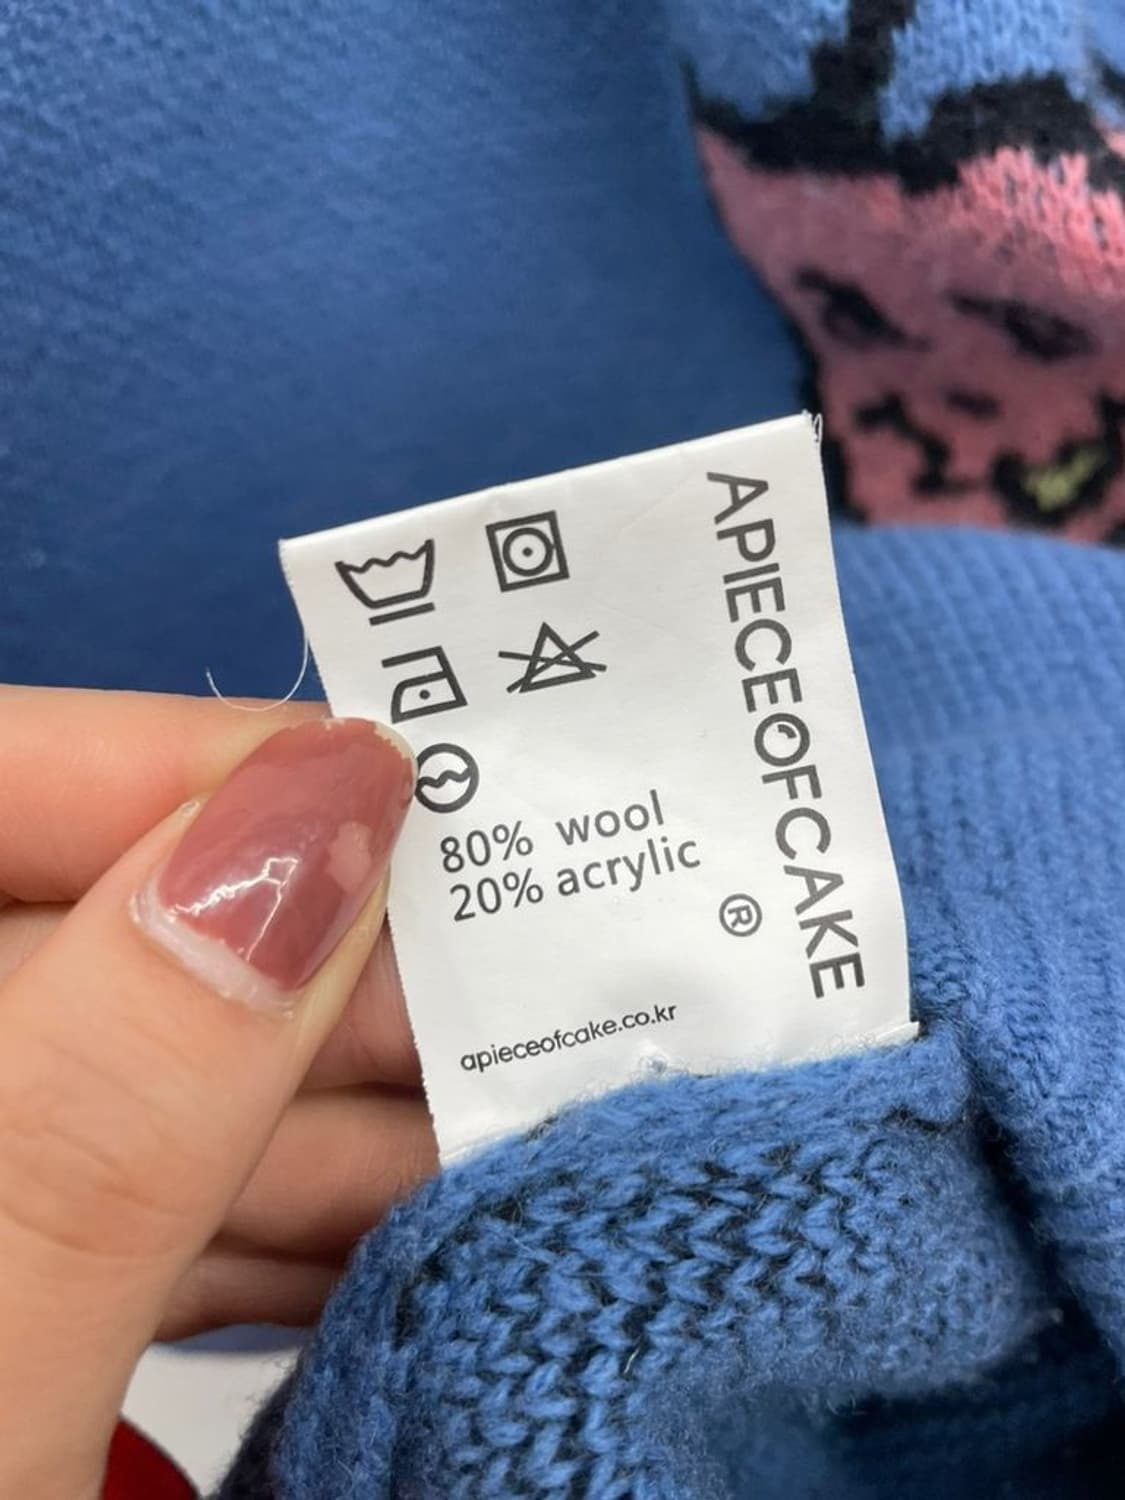 APIECEOFCAKE
®
80% wool
20% acrylic
apieceofcake.co.kr